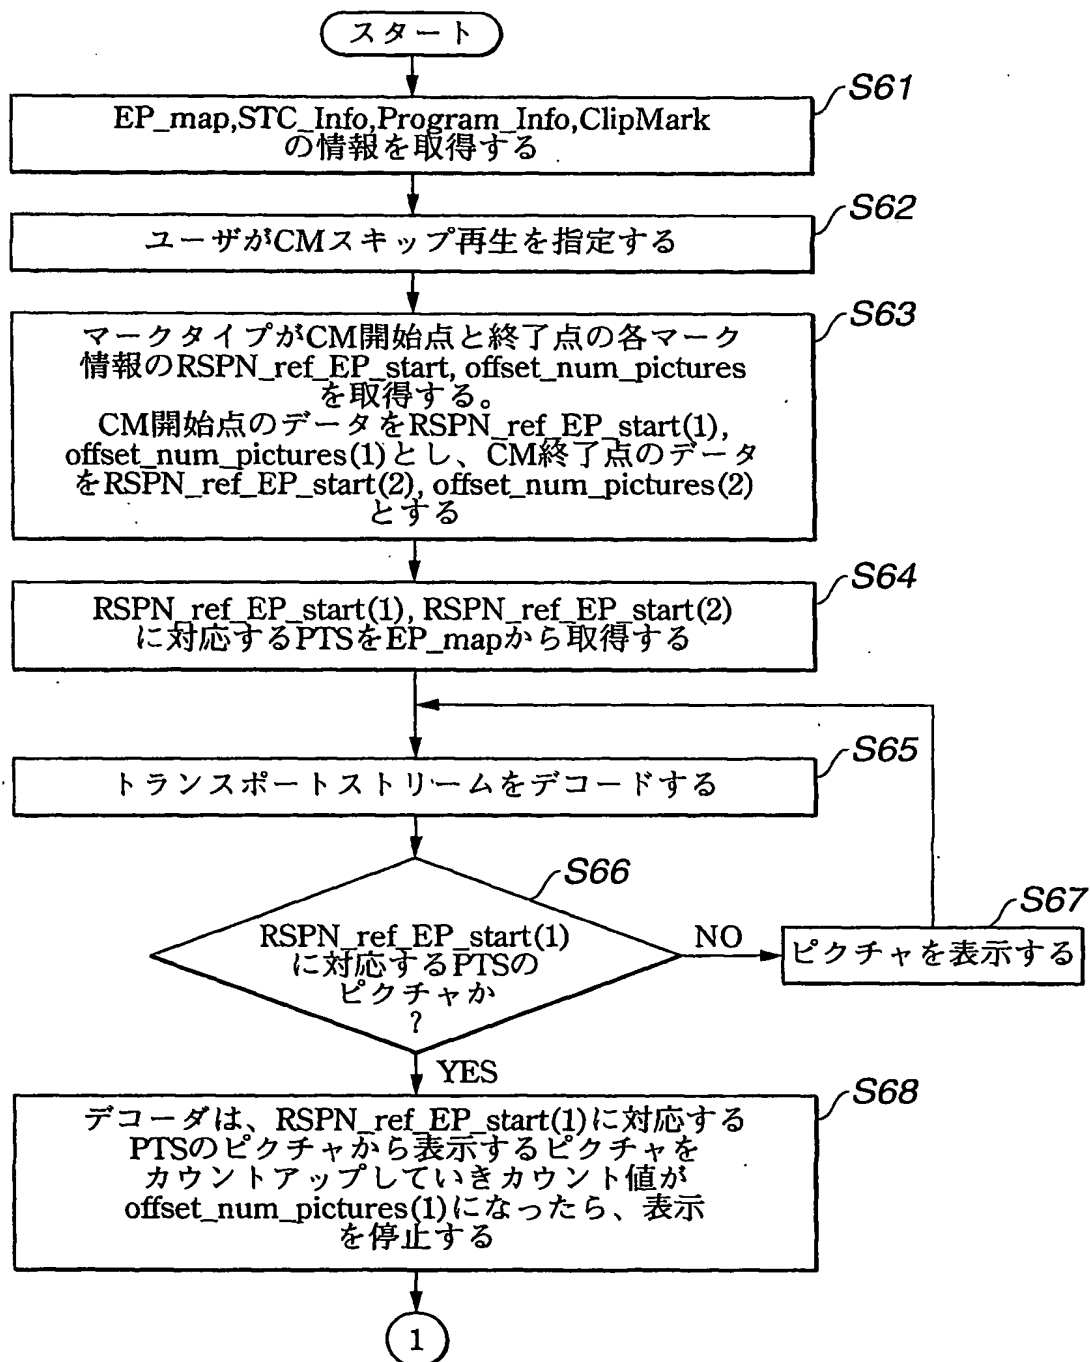 スタート
S61
EP_map,STC_Info,Program_Info,ClipMark
の情報を取得する
S62
ユーザがCMスキップ再生を指定する
S63
マークタイプがCM開始点と終了点の各マーク
情報のRSPN_ref_EP_start, offset_num_pictures
を取得する。
CM開始点のデータをRSPN_ref_EP_start(1),
offset_num_pictures(1)とし、CM終了点のデータ
をRSPN_ref_EP_start(2), offset_num_pictures(2)
とする
S64
RSPN_ref_EP_start(1), RSPN_ref_EP_start(2)
に対応するPTSをEP_mapから取得する
S65
トランスポートストリームをデコードする
S66
RSPN_ref_EP_start(1)
に対応するPTSの
ピクチャか
?
NO
S67
ピクチャを表示する
YES
S68
デコーダは、RSPN_ref_EP_start(1)に対応する
PTSのピクチャから表示するピクチャを
カウントアップしていきカウント値が
offset_num_pictures(1)になったら、表示
を停止する
1